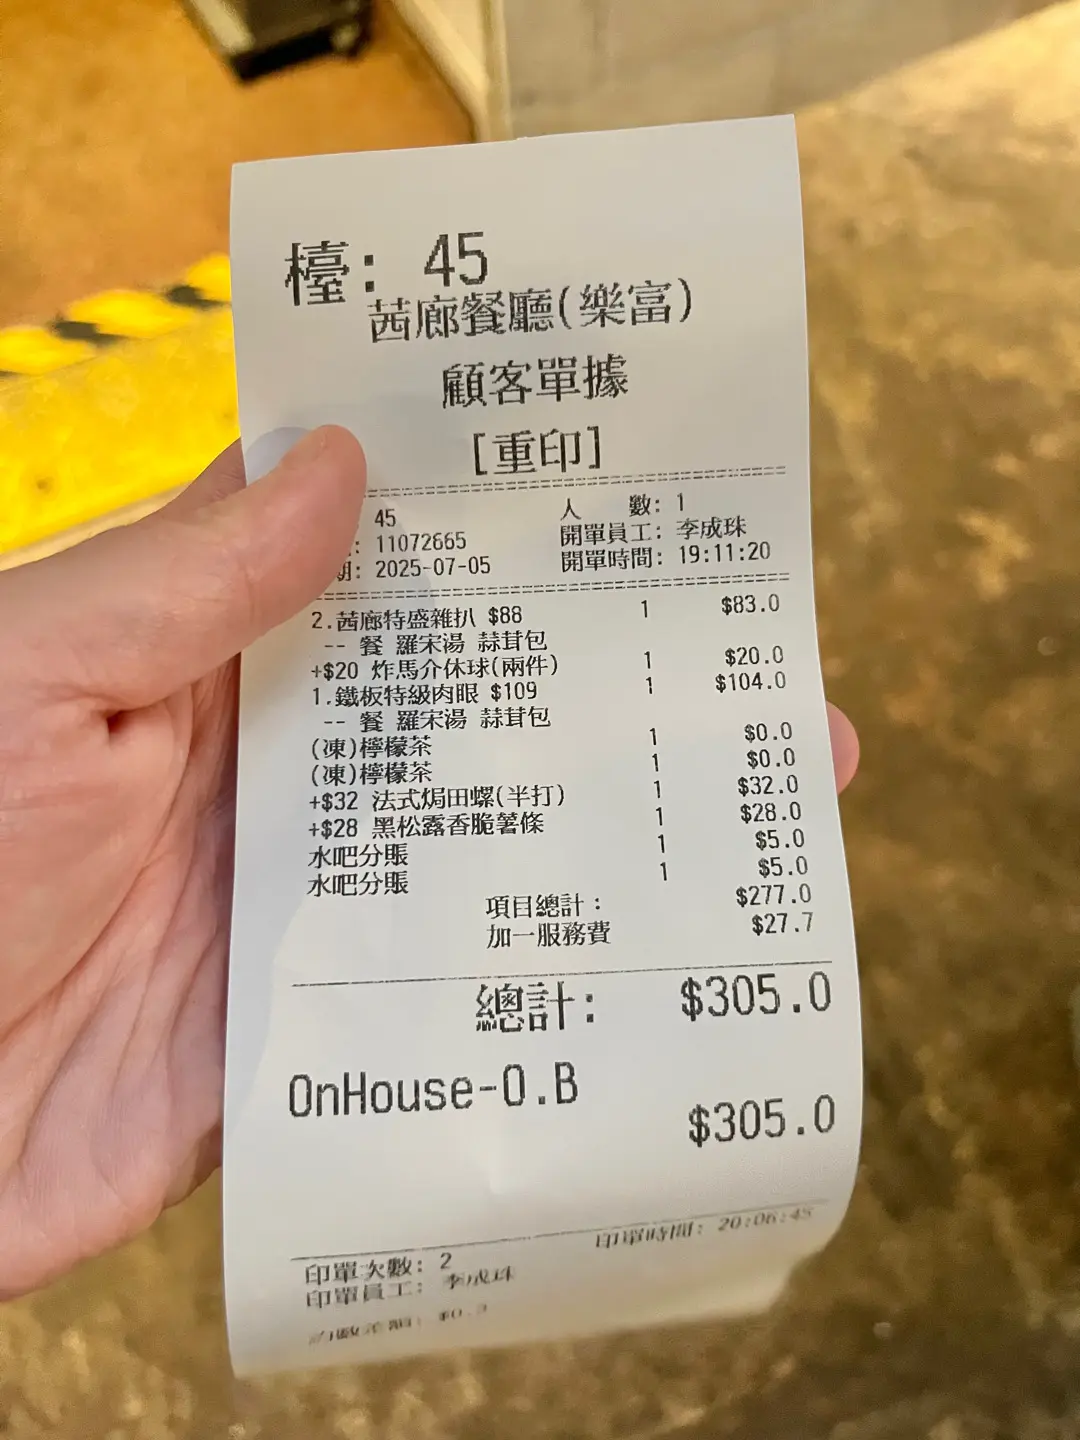 檯: 45
茜廊餐廳(樂富)
顧客單據
[重印]
45 人 數: 1
: 11072665 開單員工: 李成珠
期: 2025-07-05 開單時間: 19:11:20
2.茜廊特盛雜扒 $88 1 $83.0
-- 餐 羅宋湯 蒜茸包
+$20 炸馬介休球(兩件) 1 $20.0
1.鐵板特級肉眼 $109 1 $104.0
-- 餐 羅宋湯 蒜茸包
(凍)檸檬茶 1 $0.0
(凍)檸檬茶 1 $0.0
+$32 法式焗田螺(半打) 1 $32.0
+$28 黑松露香脆薯條 1 $28.0
水吧分賬 1 $5.0
水吧分賬 1 $5.0
項目總計: $277.0
加一服務費 $27.7
總計: $305.0
OnHouse-O.B
$305.0
印單時間: 20:06:45
印單次數: 2
印單員工: 李成珠
$0.3